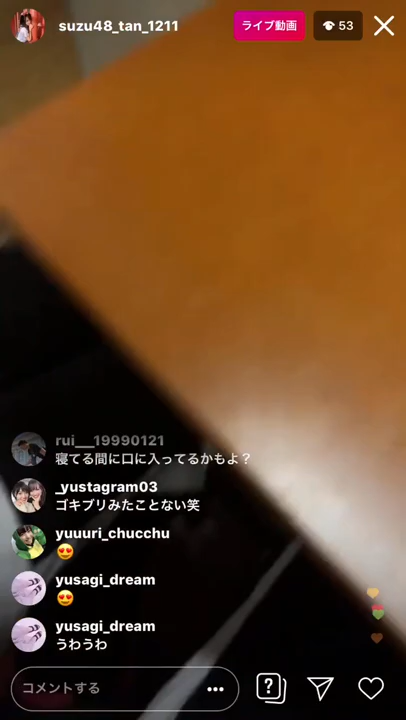 suzu48_tan_1211
ライブ動画
53
rui___19990121
寝てる間に口に入ってるかもよ？
_yustagram03
ゴキブリみたことない笑
yuuuri_chucchu
😍
yusagi_dream
😍
yusagi_dream
うわうわ
コメントする